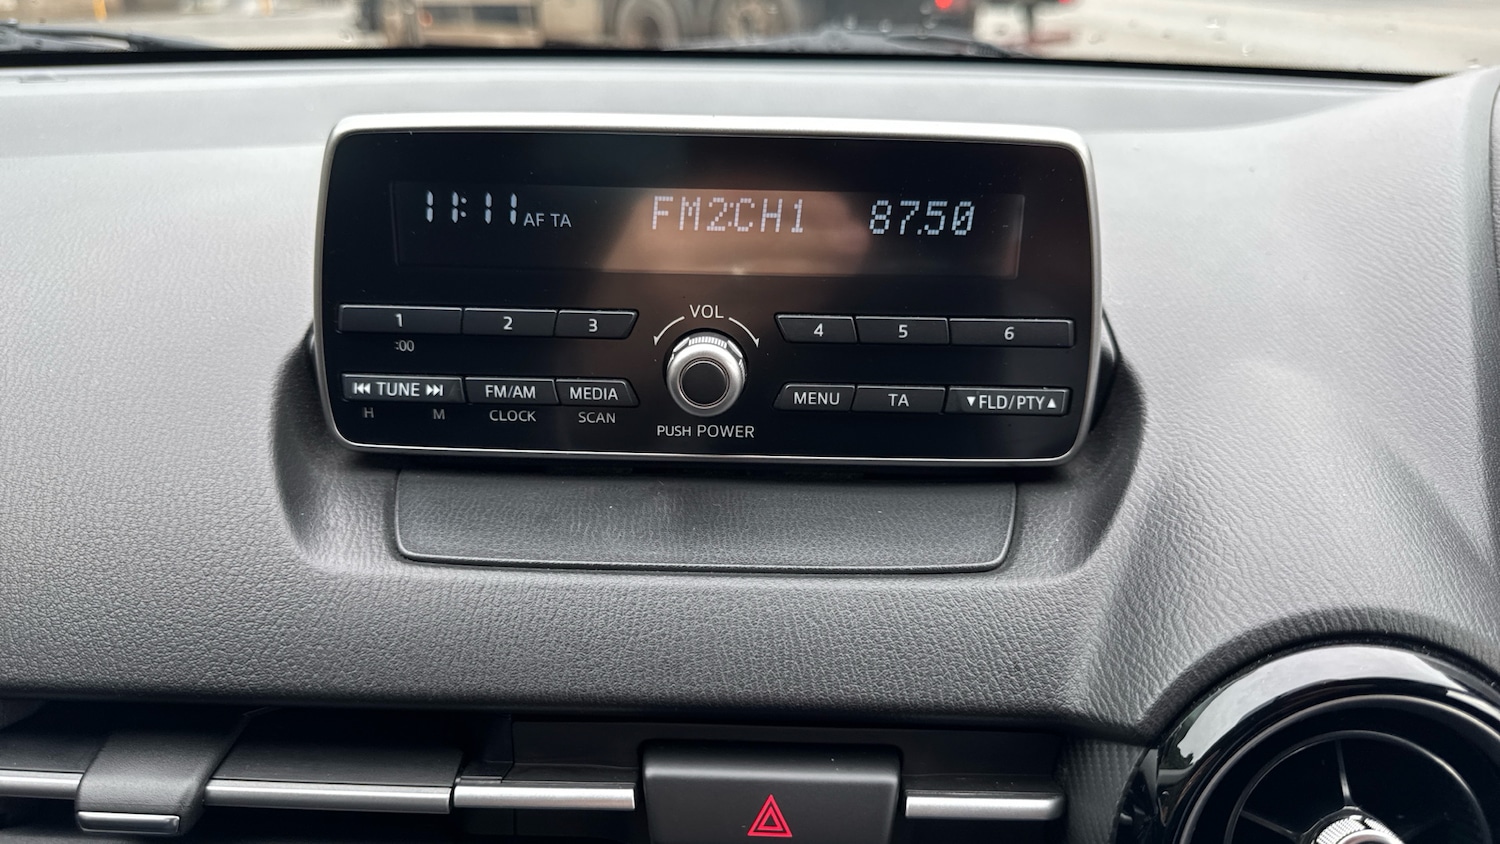 11:11 AF TA FM2CH1 87.50
VOL
1 2 3 4 5 6
:00
TUNE FM/AM MEDIA MENU TA ▼FLD/PTY▲
H M CLOCK SCAN
PUSH POWER